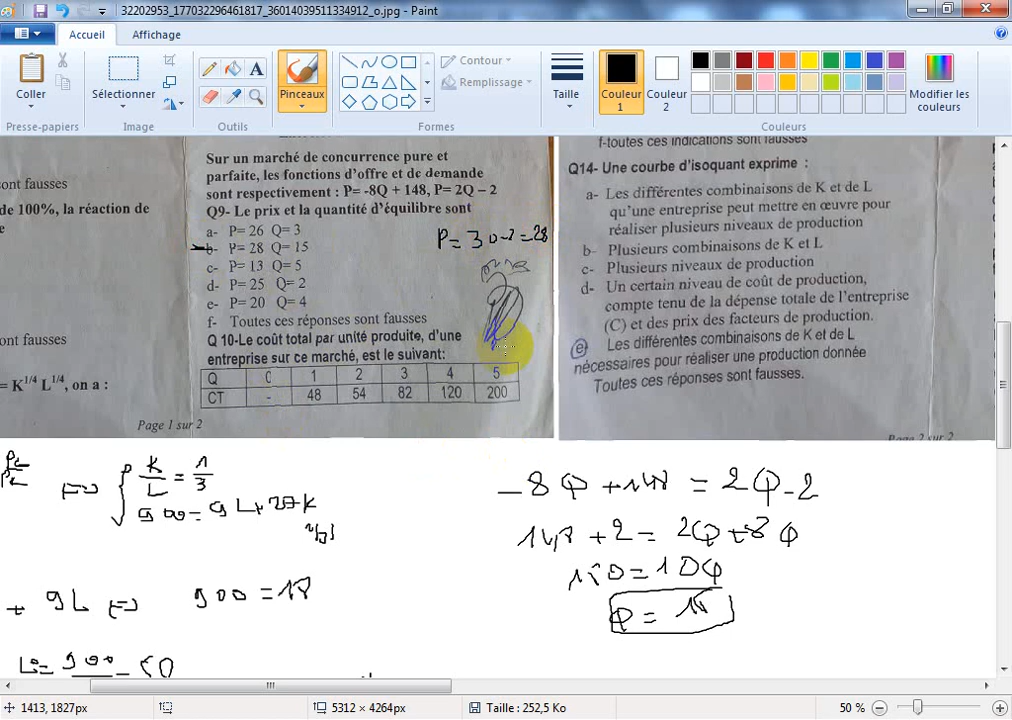 32202953_177032296461817_36014039511334912_o.jpg - Paint
Accueil
Affichage
Coller
Sélectionner
Pinceaux
Contour
Remplissage
Taille
Couleur 1
Couleur 2
Modifier les couleurs
Presse-papiers
Image
Outils
Formes
Couleurs
ont fausses
de 100%, la réaction de
e
ont fausses
= K^1/4 L^1/4, on a :
Sur un marché de concurrence pure et
parfaite, les fonctions d'offre et de demande
sont respectivement : P= -8Q + 148, P= 2Q – 2
Q9- Le prix et la quantité d'équilibre sont
a- P= 26 Q= 3
b- P= 28 Q= 15
c- P= 13 Q= 5
d- P= 25 Q= 2
e- P= 20 Q= 4
f- Toutes ces réponses sont fausses
P= 30-2=28
Q 10-Le coût total par unité produite, d'une
entreprise sur ce marché, est le suivant:
Q 0 1 2 3 4 5
CT - 48 54 82 120 200
Page 1 sur 2
f-toutes ces indications sont fausses
Q14- Une courbe d'isoquant exprime :
a- Les différentes combinaisons de K et de L
qu'une entreprise peut mettre en œuvre pour
réaliser plusieurs niveaux de production
b- Plusieurs combinaisons de K et L
c- Plusieurs niveaux de production
d- Un certain niveau de coût de production,
compte tenu de la dépense totale de l'entreprise
(C) et des prix des facteurs de production.
e Les différentes combinaisons de K et de L
nécessaires pour réaliser une production donnée
Toutes ces réponses sont fausses.
Page 2 sur 2
K/L = 1/3
900 = 9L + 27K
+ 9L <=> 900 = 18
L = 900 = 50
-8Q + 148 = 2Q - 2
148 + 2 = 2Q + 8Q
150 = 10Q
Q = 15
1413, 1827px
5312 × 4264px
Taille : 252,5 Ko
50 %